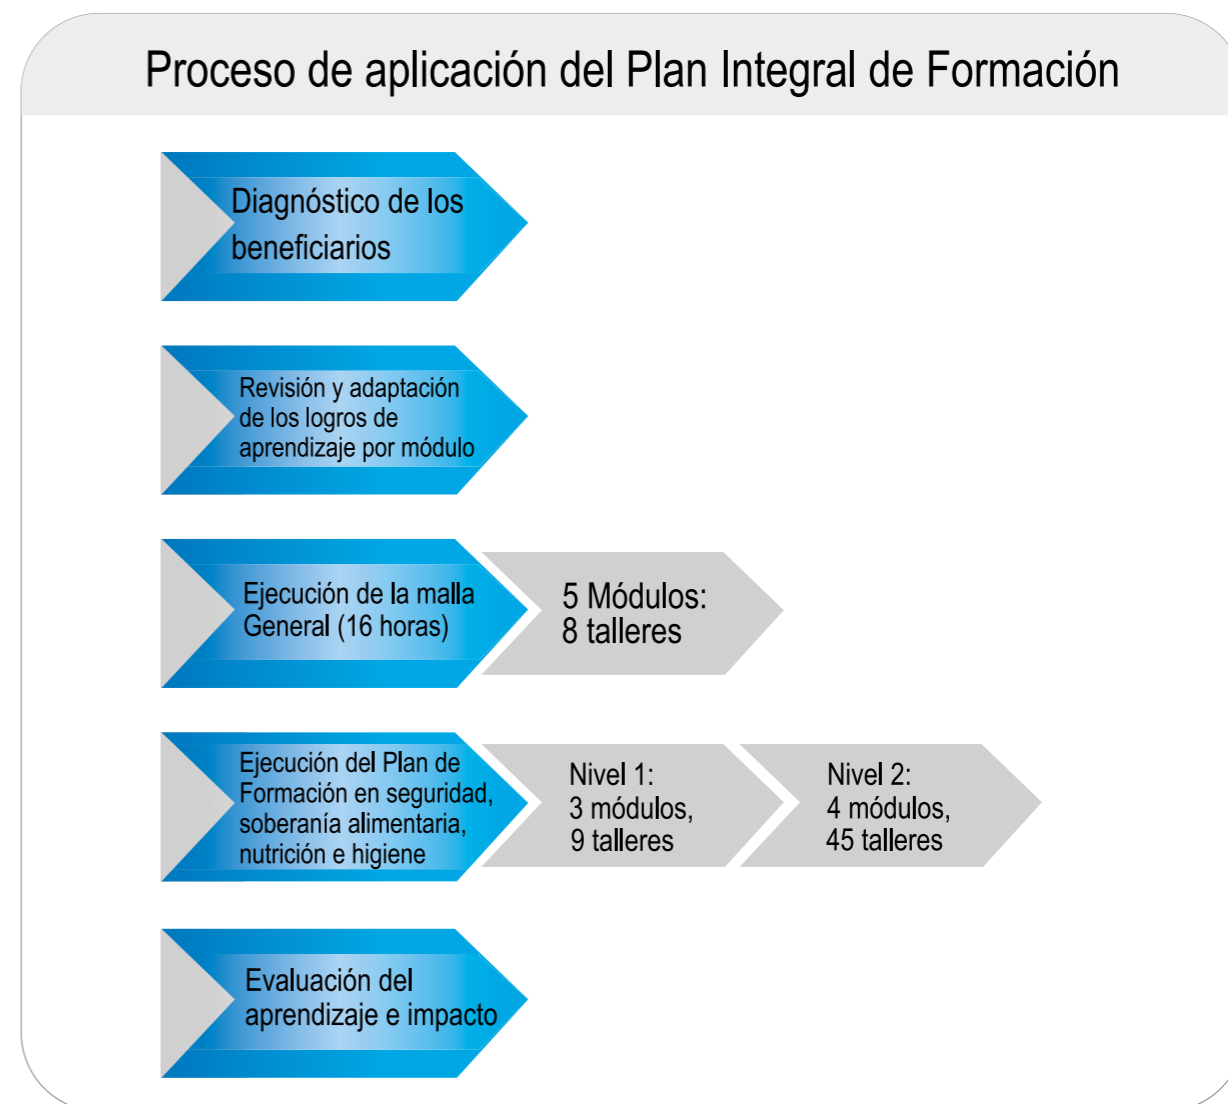 Proceso de aplicación del Plan Integral de Formación
Diagnóstico de los
beneficiarios
Revisión y adaptación
de los logros de
aprendizaje por módulo
Ejecución de la malla
General (16 horas)
5 Módulos:
8 talleres
Ejecución del Plan de
Formación en seguridad,
soberanía alimentaria,
nutrición e higiene
Nivel 1:
3 módulos,
9 talleres
Nivel 2:
4 módulos,
45 talleres
Evaluación del
aprendizaje e impacto